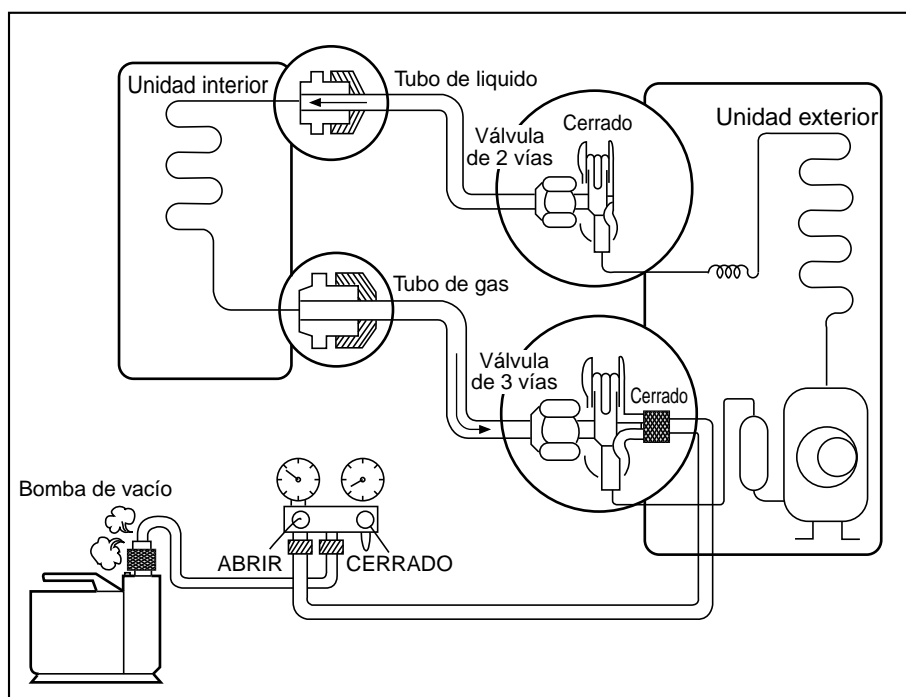 Unidad interior
Tubo de liquido
Válvula
de 2 vías
Cerrado
Unidad exterior
Tubo de gas
Válvula
de 3 vías
Cerrado
Bomba de vacío
ABRIR
CERRADO